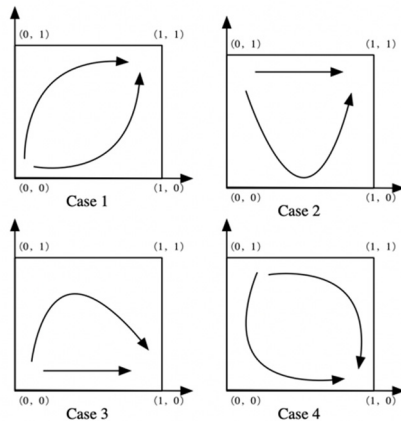 (0, 1) (1, 1)
(0, 0) (1, 0)
Case 1
(0, 1) (1, 1)
(0, 0) (1, 0)
Case 2
(0, 1) (1, 1)
(0, 0) (1, 0)
Case 3
(0, 1) (1, 1)
(0, 0) (1, 0)
Case 4